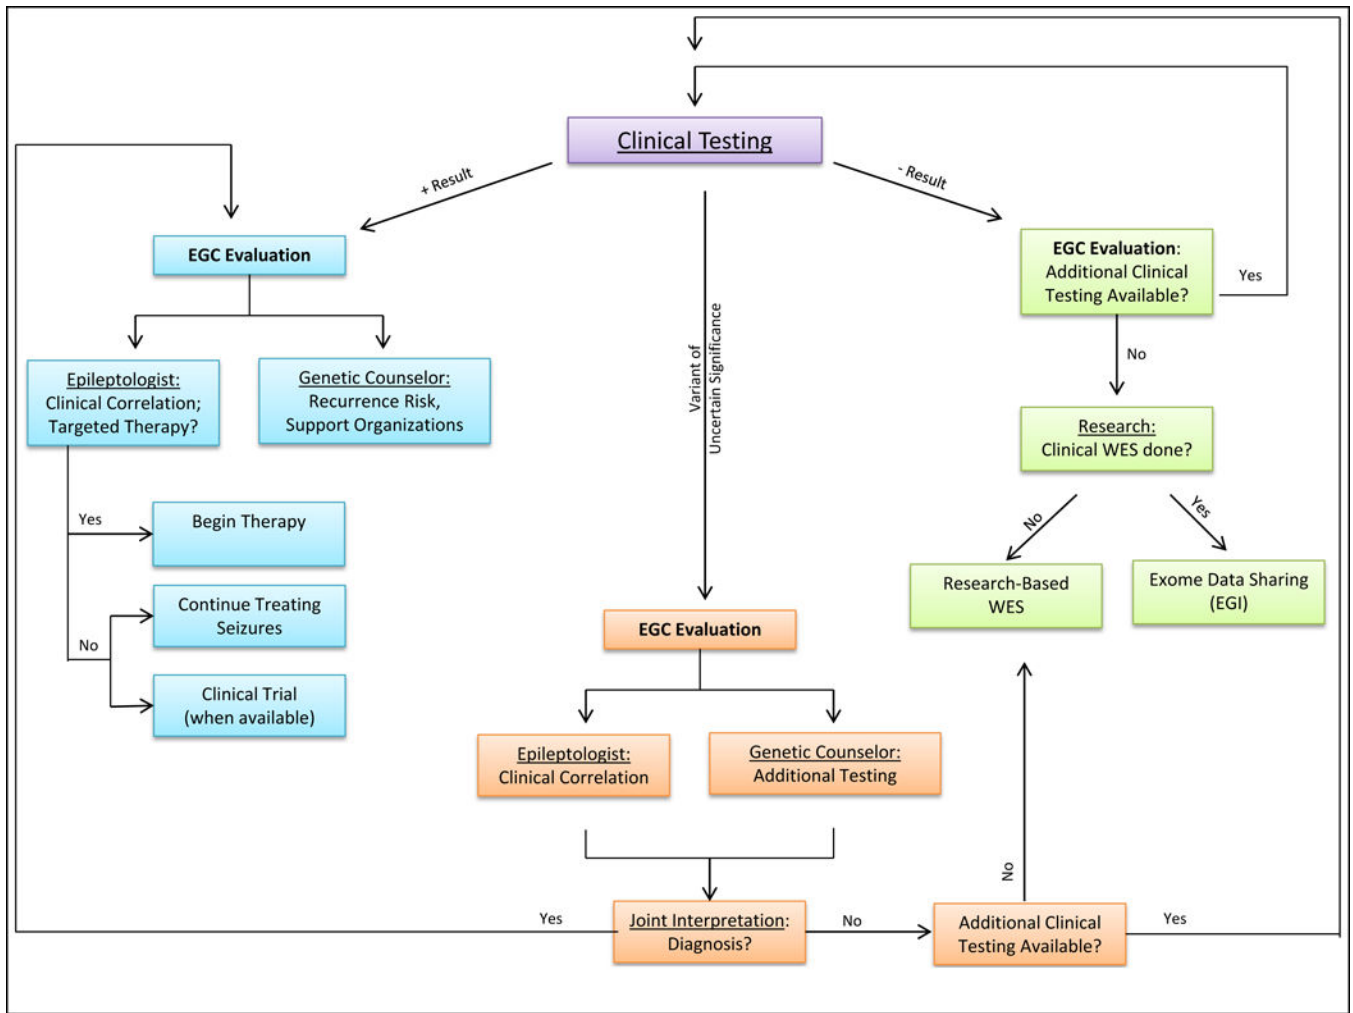 Clinical Testing
+ Result
- Result
EGC Evaluation
EGC Evaluation:
Additional Clinical
Testing Available?
Yes
No
Epileptologist:
Clinical Correlation;
Targeted Therapy?
Genetic Counselor:
Recurrence Risk,
Support Organizations
Variant of
Uncertain Significance
Research:
Clinical WES done?
Yes
Begin Therapy
No
Yes
Research-Based
WES
Exome Data Sharing
(EGI)
Continue Treating
Seizures
No
Clinical Trial
(when available)
EGC Evaluation
Epileptologist:
Clinical Correlation
Genetic Counselor:
Additional Testing
No
Yes
Joint Interpretation:
Diagnosis?
No
Additional Clinical
Testing Available?
Yes